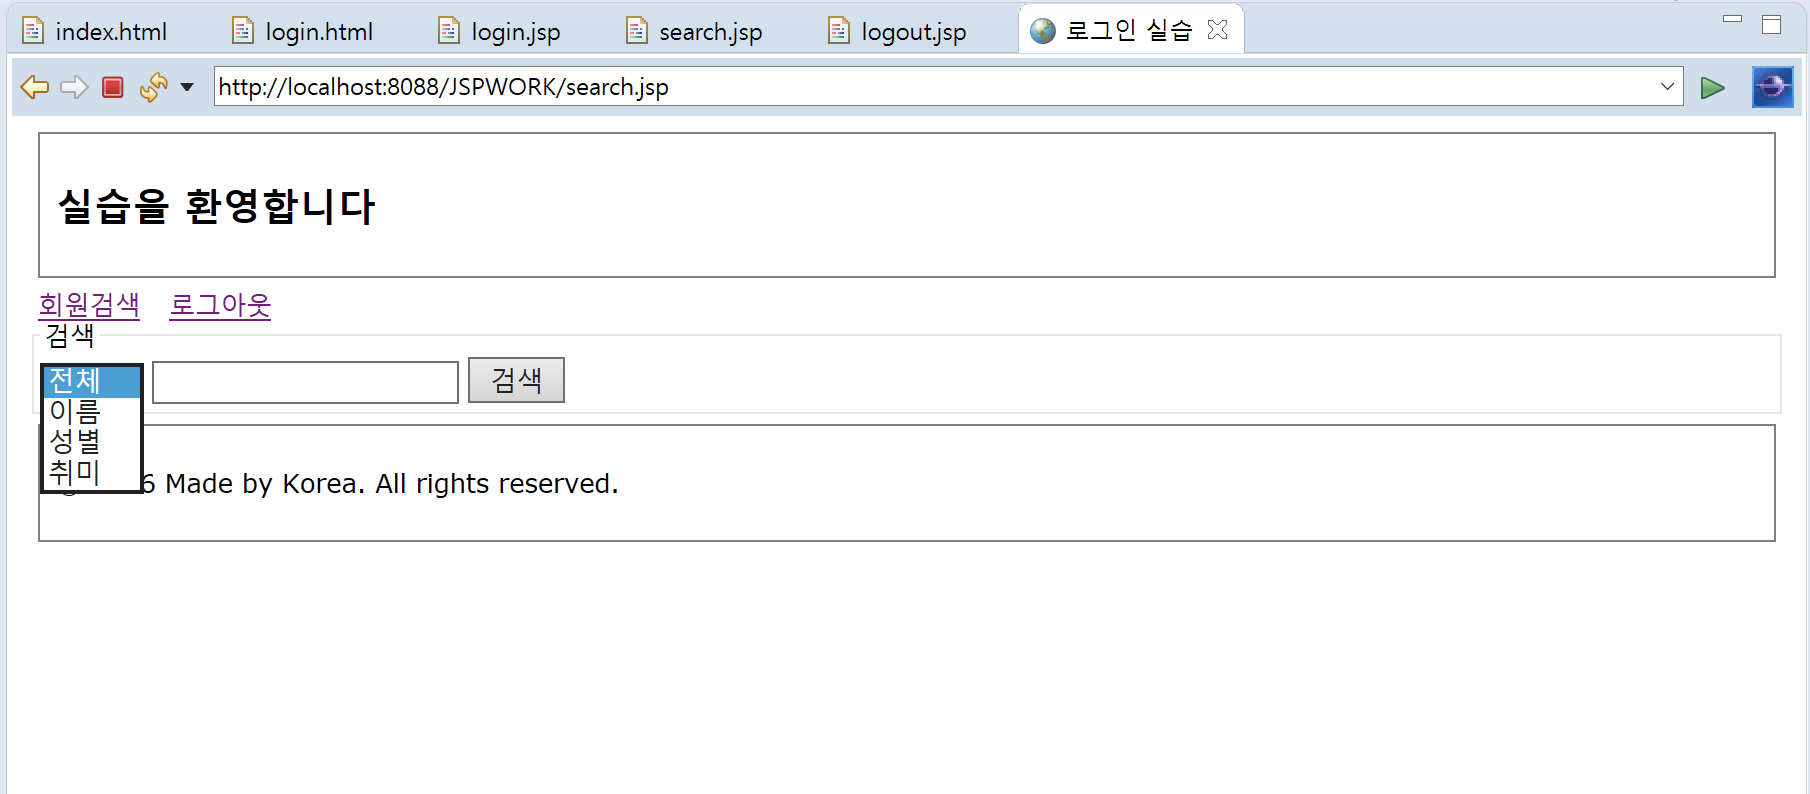 index.html login.html login.jsp search.jsp logout.jsp 로그인 실습
http://localhost:8088/JSPWORK/search.jsp
실습을 환영합니다
회원검색 로그아웃
검색
전체 검색
이름
성별
취미
6 Made by Korea. All rights reserved.